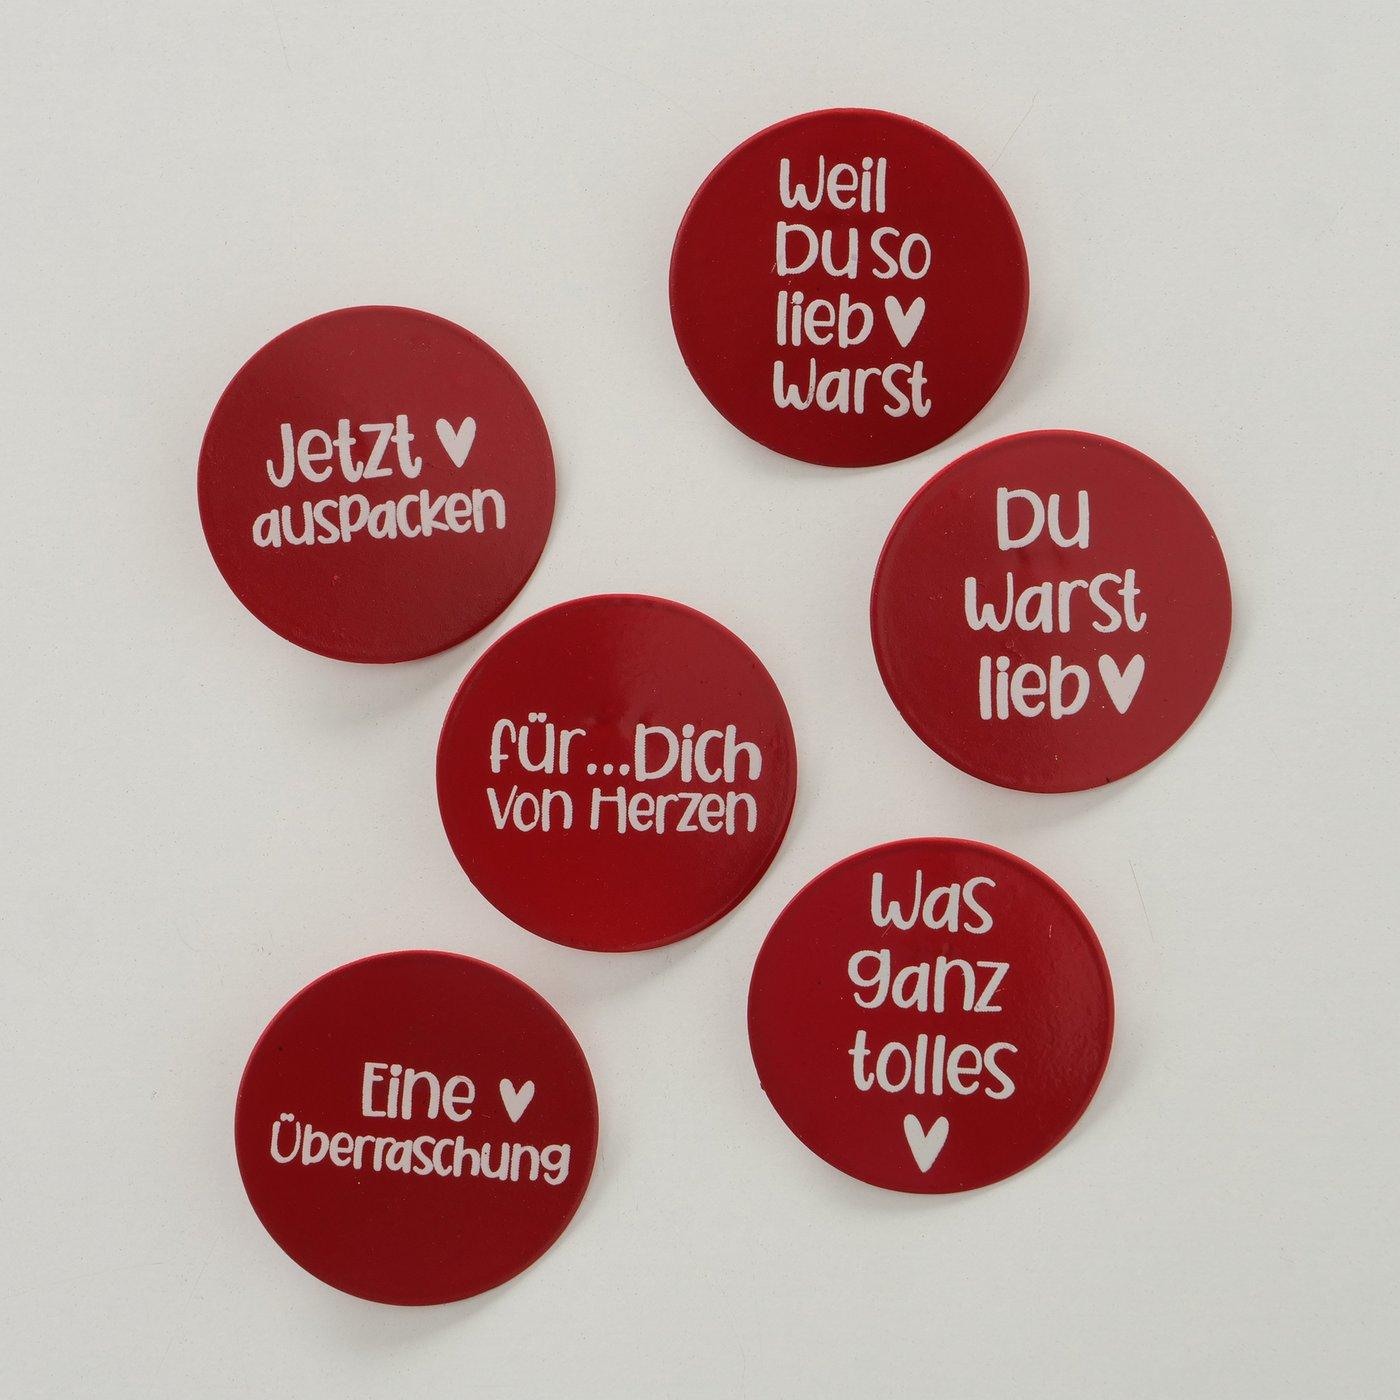 Weil
Du so
lieb ♥
Warst
Jetzt ♥
auspacken
Du
Warst
lieb ♥
für...Dich
Von Herzen
Was
ganz
tolles
♥
Eine ♥
Überraschung